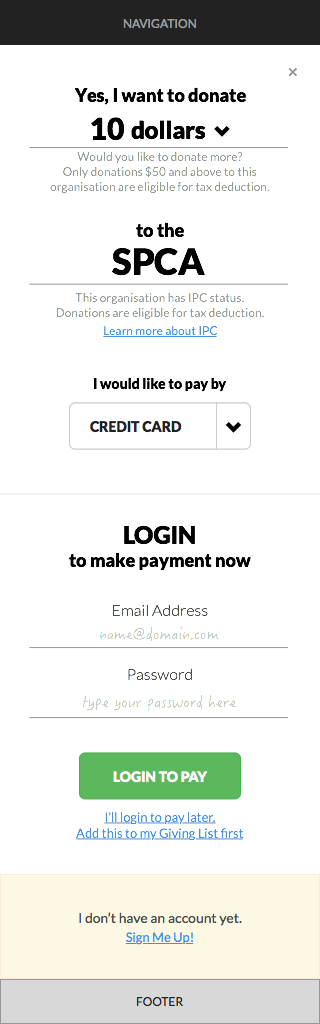 NAVIGATION
×
Yes, I want to donate
10 dollars
Would you like to donate more?
Only donations $50 and above to this
organisation are eligible for tax deduction.
to the
SPCA
This organisation has IPC status.
Donations are eligible for tax deduction.
Learn more about IPC
I would like to pay by
CREDIT CARD
LOGIN
to make payment now
Email Address
name@domain.com
Password
type your password here
LOGIN TO PAY
I'll login to pay later.
Add this to my Giving List first
I don't have an account yet.
Sign Me Up!
FOOTER